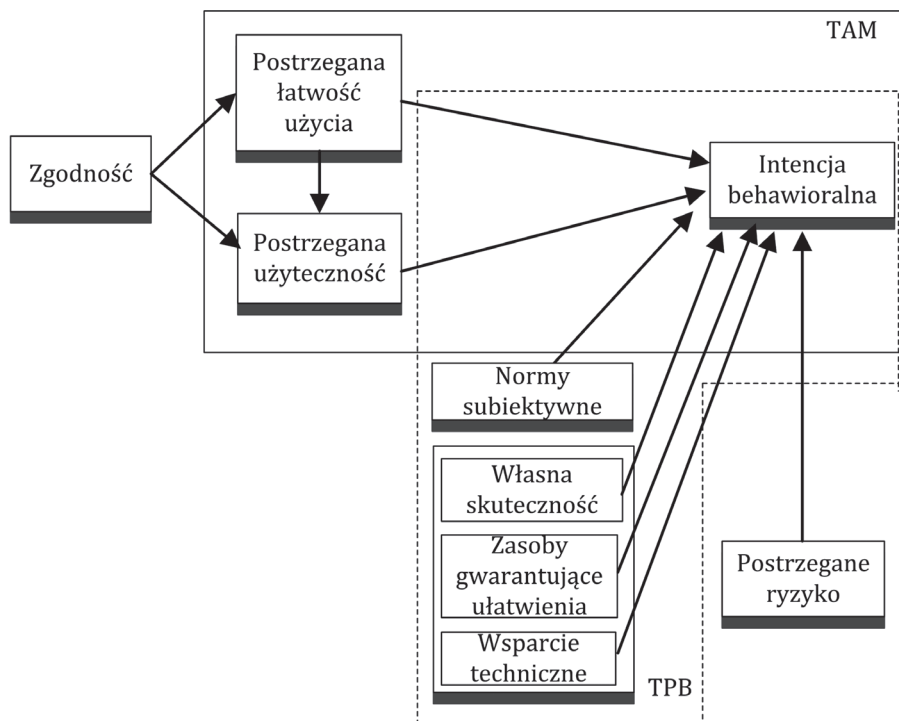 TAM
Postrzegana
łatwość
użycia
Zgodność
Intencja
behawioralna
Postrzegana
użyteczność
Normy
subiektywne
Własna
skuteczność
Zasoby
gwarantujące
ułatwienia
Postrzegane
ryzyko
Wsparcie
techniczne
TPB